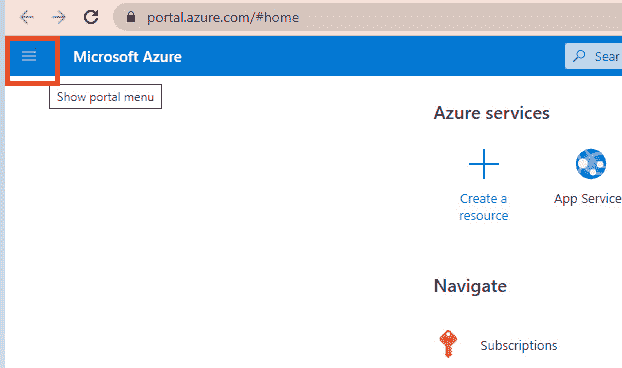 portal.azure.com/#home
Microsoft Azure
Sear
Show portal menu
Azure services
Create a
resource
App Service
Navigate
Subscriptions